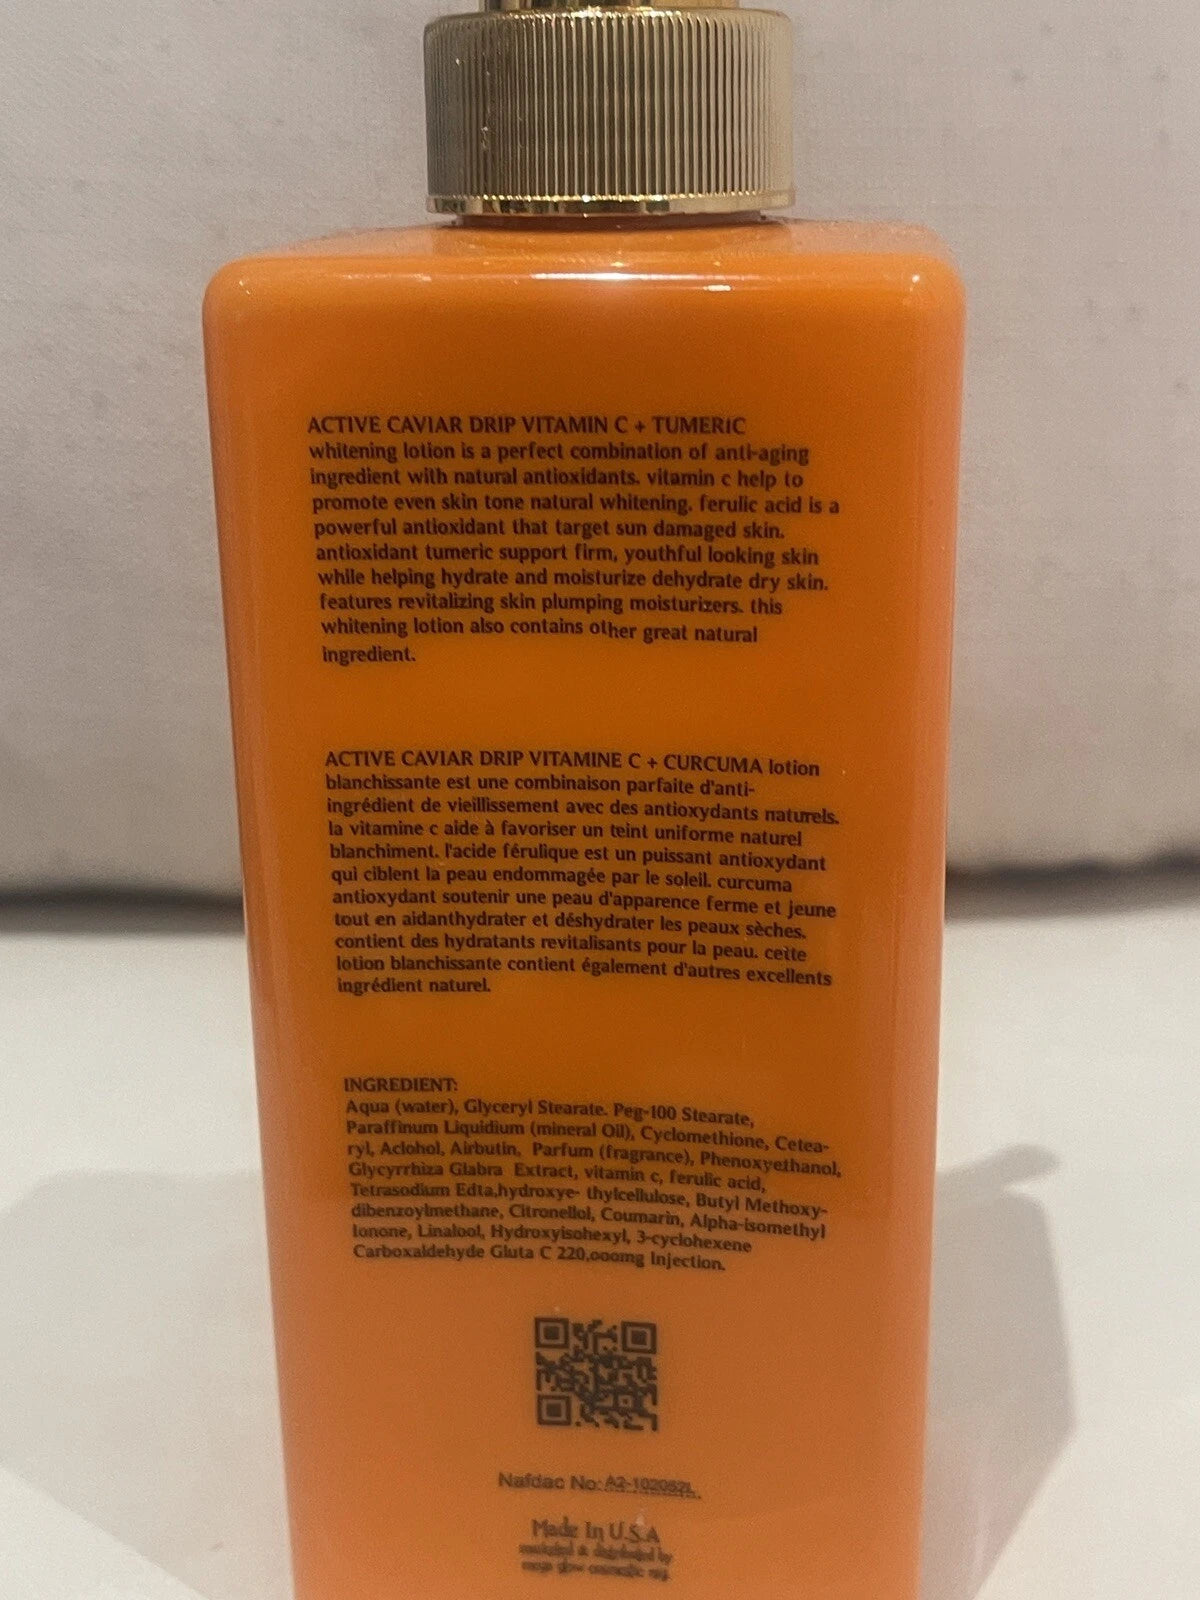 ACTIVE CAVIAR DRIP VITAMIN C + TUMERIC
whitening lotion is a perfect combination of anti-aging
ingredient with natural antioxidants. vitamin c help to
promote even skin tone natural whitening. ferulic acid is a
powerful antioxidant that target sun damaged skin.
antioxidant tumeric support firm, youthful looking skin
while helping hydrate and moisturize dehydrate dry skin.
features revitalizing skin plumping moisturizers. this
whitening lotion also contains other great natural
ingredient.
ACTIVE CAVIAR DRIP VITAMINE C + CURCUMA lotion
blanchissante est une combinaison parfaite d'anti-
ingrédient de vieillissement avec des antioxydants naturels.
la vitamine c aide à favoriser un teint uniforme naturel
blanchiment. l'acide férulique est un puissant antioxydant
qui ciblent la peau endommagée par le soleil. curcuma
antioxydant soutenir une peau d'apparence ferme et jeune
tout en aidanthydrater et déshydrater les peaux sèches.
contient des hydratants revitalisants pour la peau. cette
lotion blanchissante contient également d'autres excellents
ingrédient naturel.
INGREDIENT:
Aqua (water), Glyceryl Stearate. Peg-100 Stearate,
Paraffinum Liquidium (mineral Oil), Cyclomethione, Cetea-
ryl, Aclohol, Airbutin, Parfum (fragrance), Phenoxyethanol,
Glycyrrhiza Glabra Extract, vitamin c, ferulic acid,
Tetrasodium Edta,hydroxye- thylcellulose, Butyl Methoxy-
dibenzoylmethane, Citronellol, Coumarin, Alpha-isomethyl
Ionone, Linalool, Hydroxyisohexyl, 3-cyclohexene
Carboxaldehyde Gluta C 220,000mg Injection.
Nafdac No: A2-102052L
Made In U.S.A
& distributed by
glow cosmetic